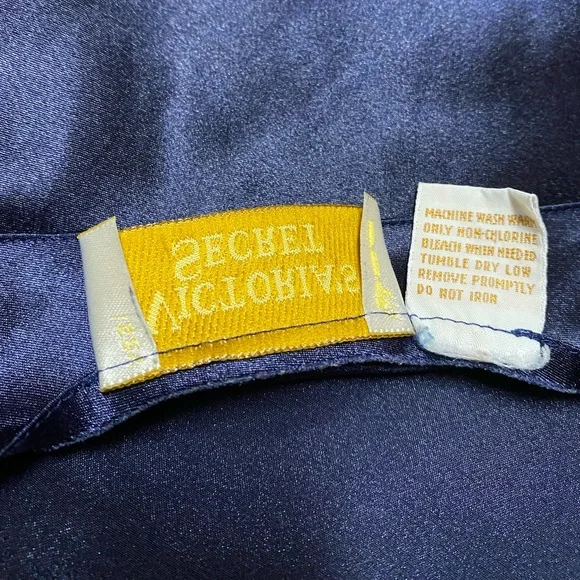 VICTORIA'S
SECRET
MACHINE WASH WARM
ONLY NON-CHLORINE
BLEACH WHEN NEEDED
TUMBLE DRY LOW
REMOVE PROMPTLY
DO NOT IRON